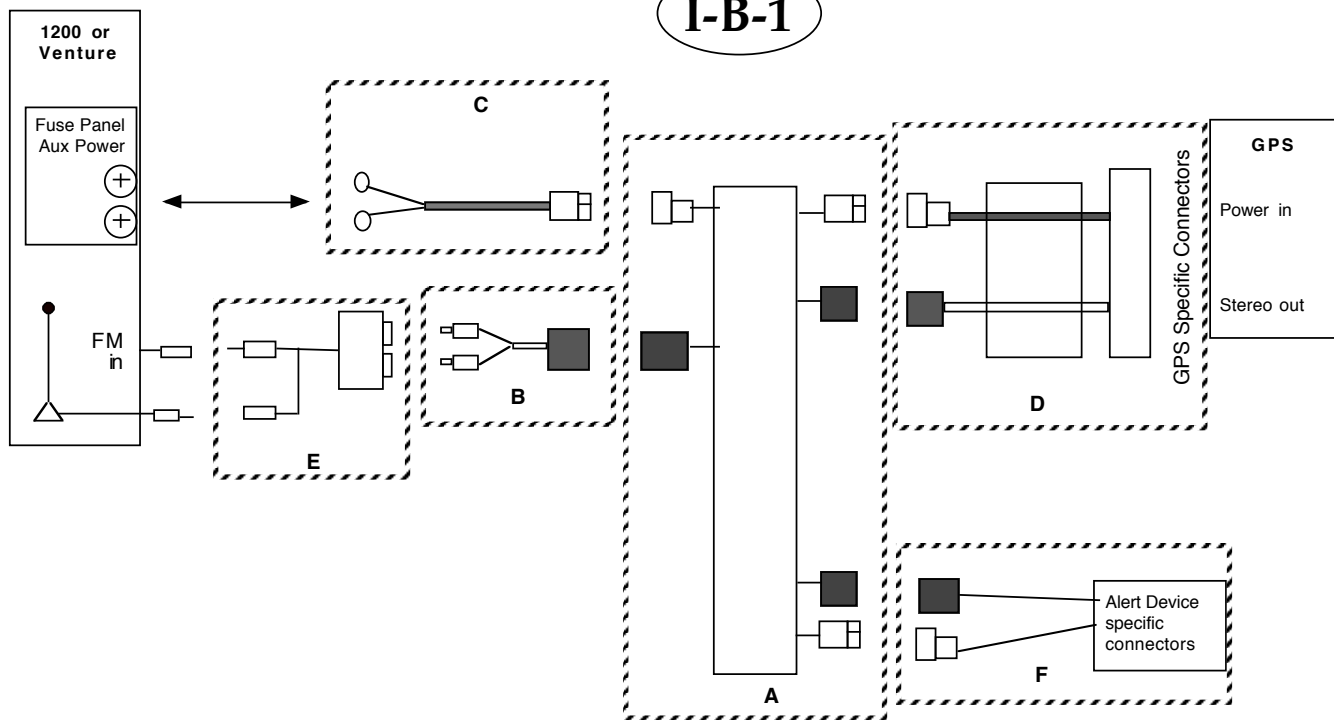 I-B-1
1200 or
Venture
Fuse Panel
Aux Power
C
GPS
Power in
Stereo out
GPS Specific Connectors
FM
in
B
D
E
Alert Device
specific
connectors
F
A